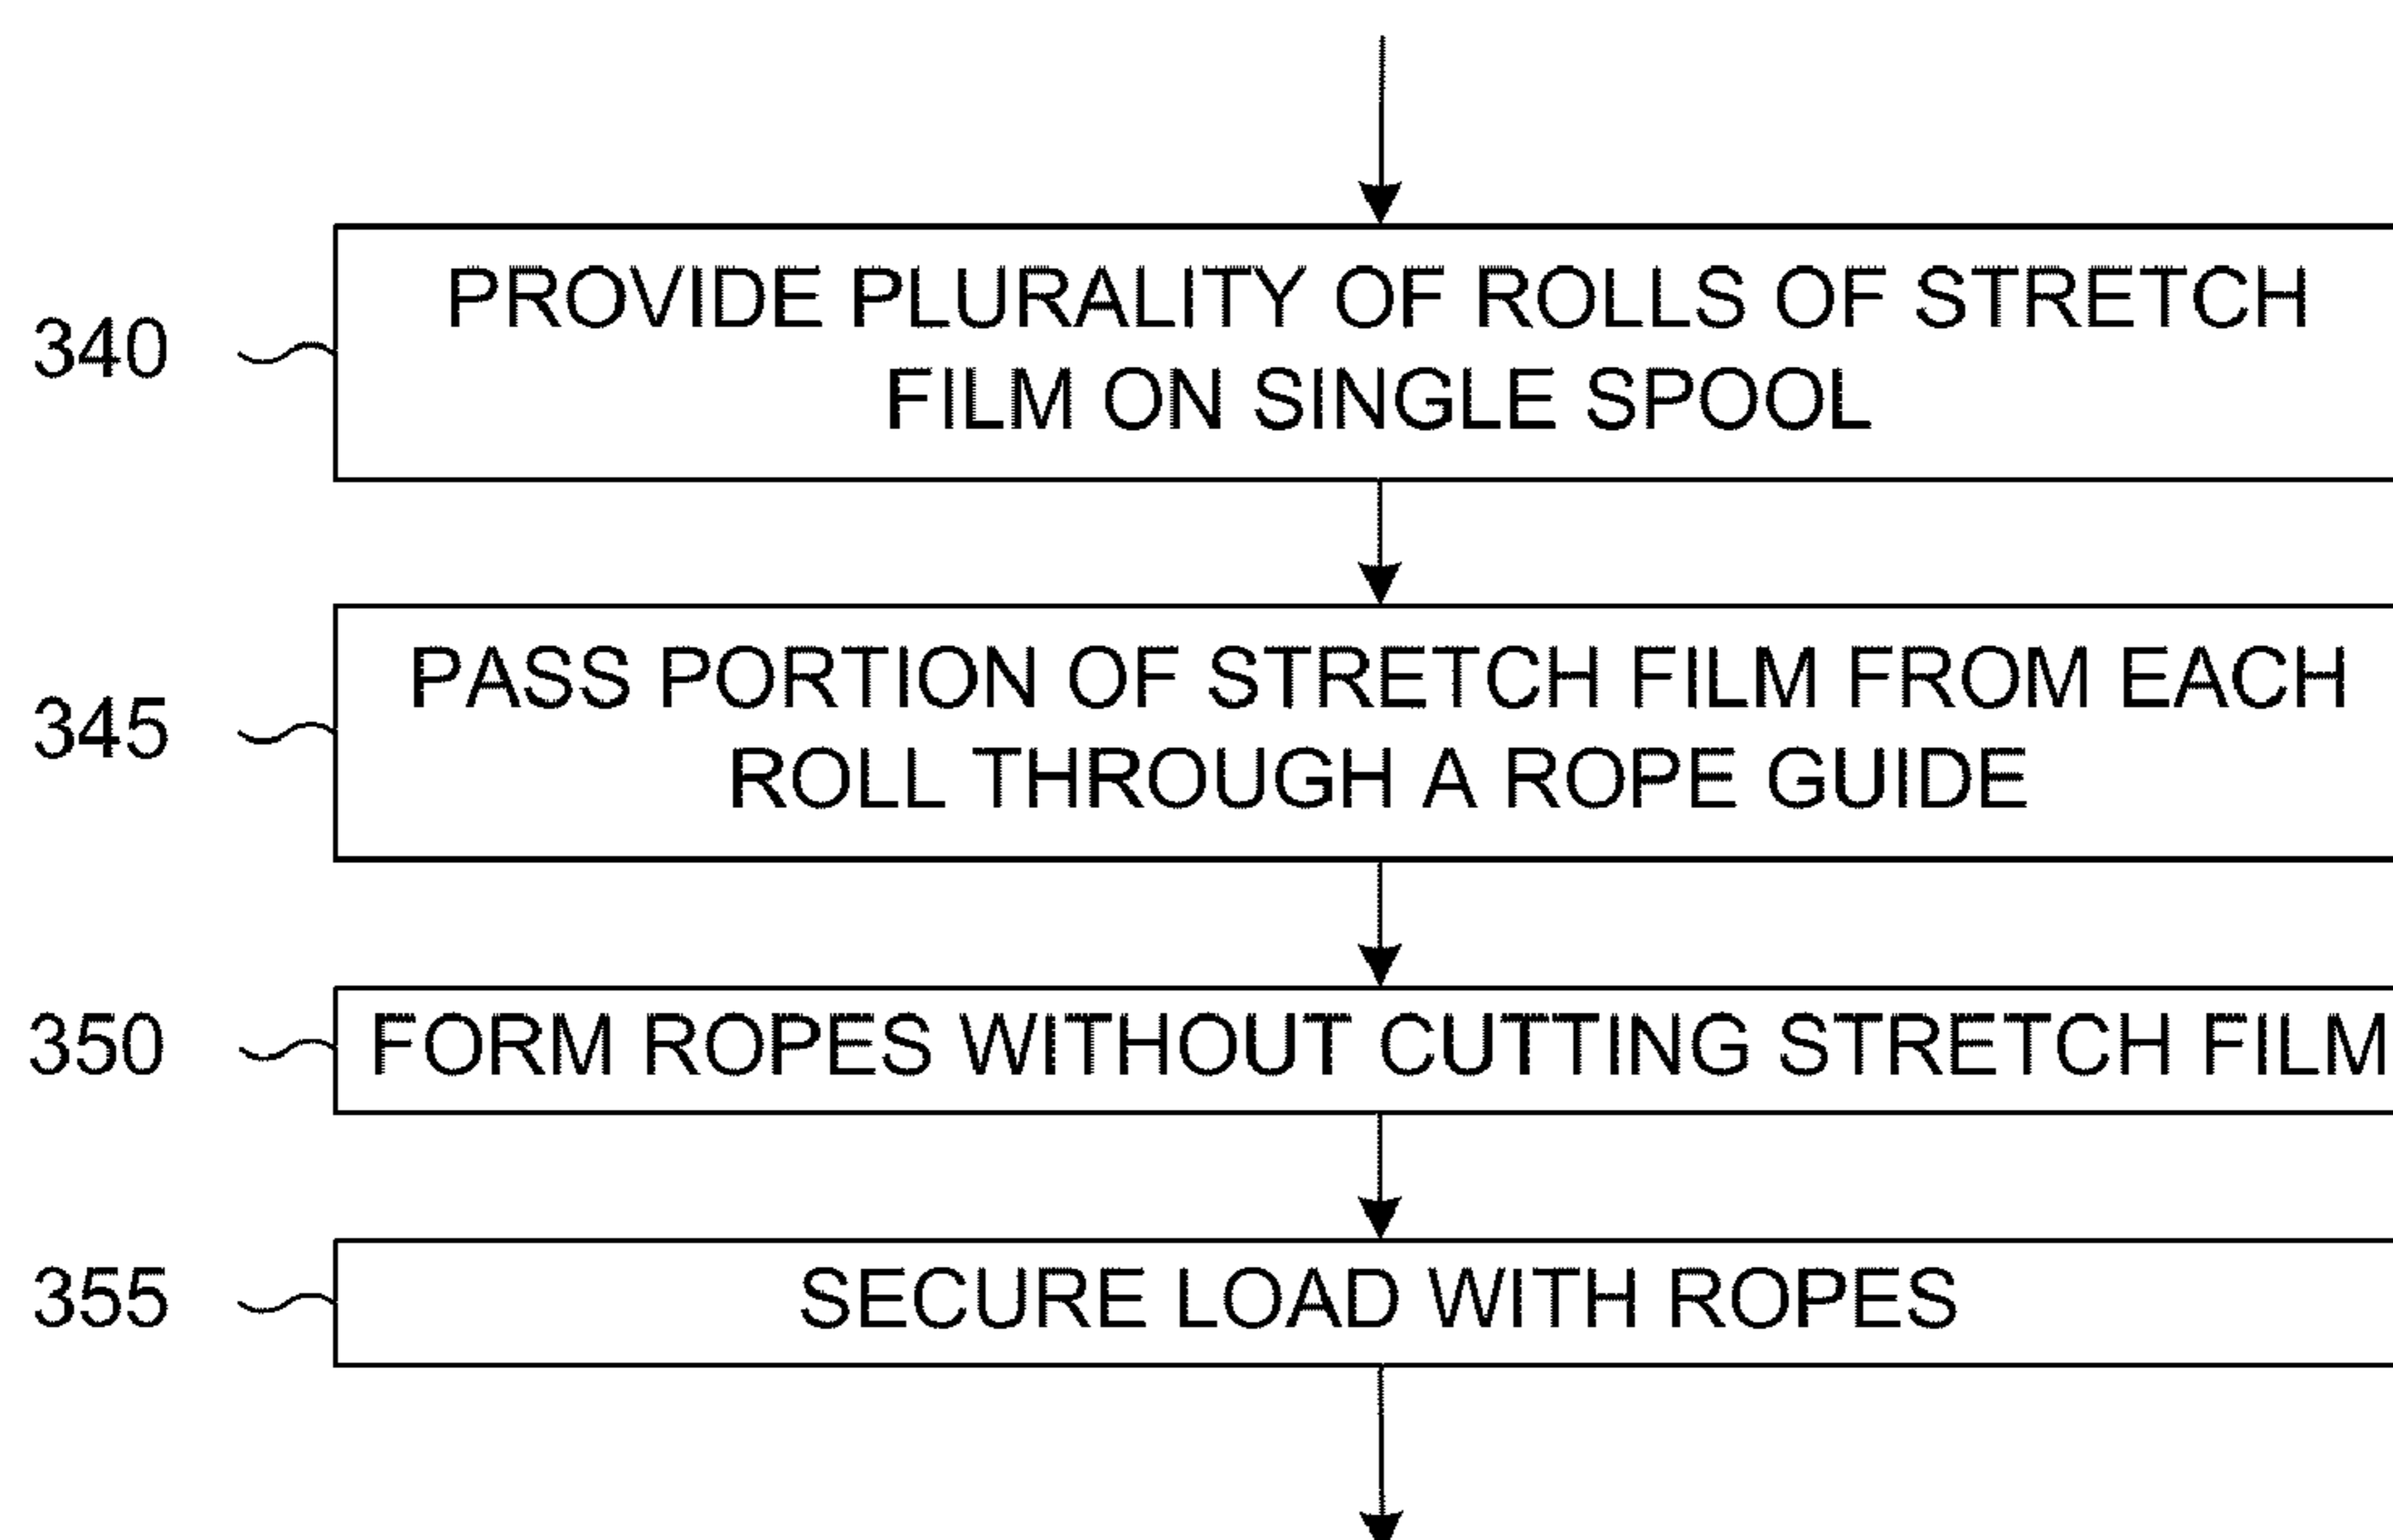 340
PROVIDE PLURALITY OF ROLLS OF STRETCH
FILM ON SINGLE SPOOL
345
PASS PORTION OF STRETCH FILM FROM EACH
ROLL THROUGH A ROPE GUIDE
350
FORM ROPES WITHOUT CUTTING STRETCH FILM
355
SECURE LOAD WITH ROPES